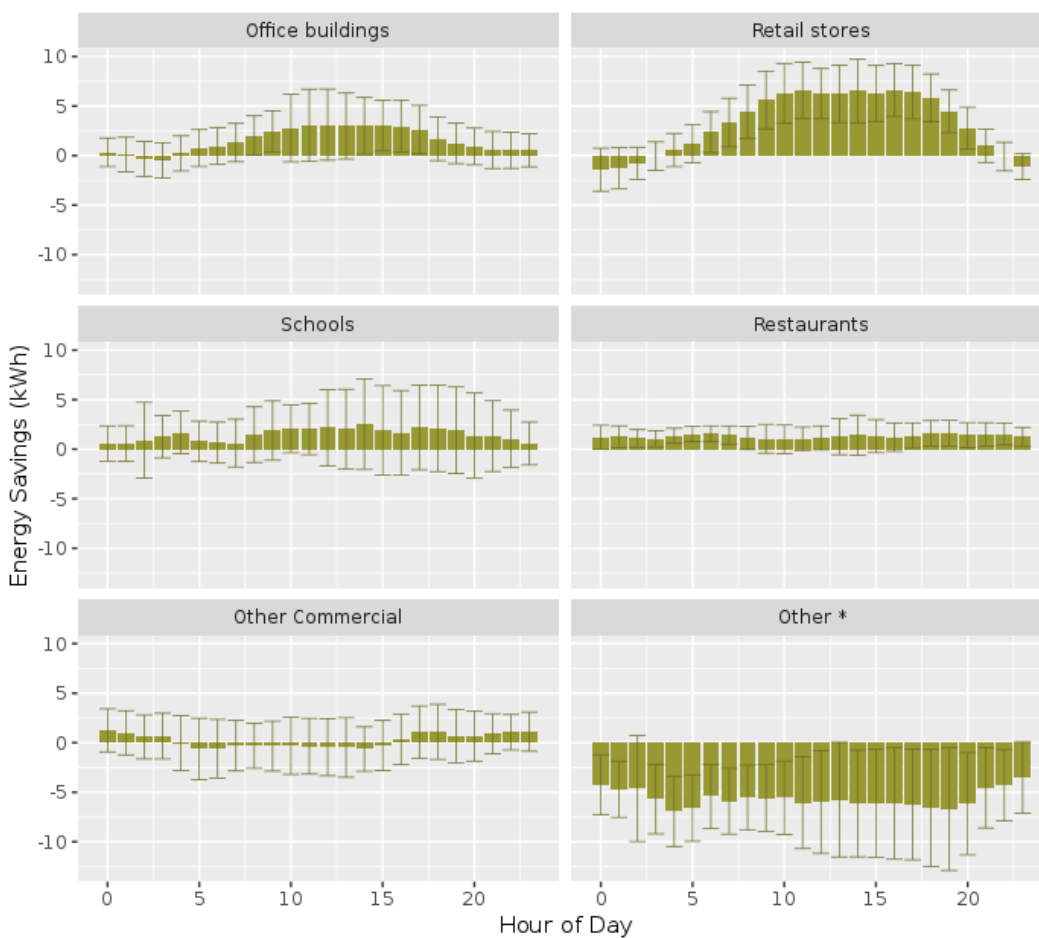 Office buildings
Retail stores
10
5
0
-5
-10
Schools
Restaurants
10
5
0
-5
-10
Other Commercial
Other *
10
5
0
-5
-10
0 5 10 15 20
0 5 10 15 20
Hour of Day
Energy Savings (kWh)